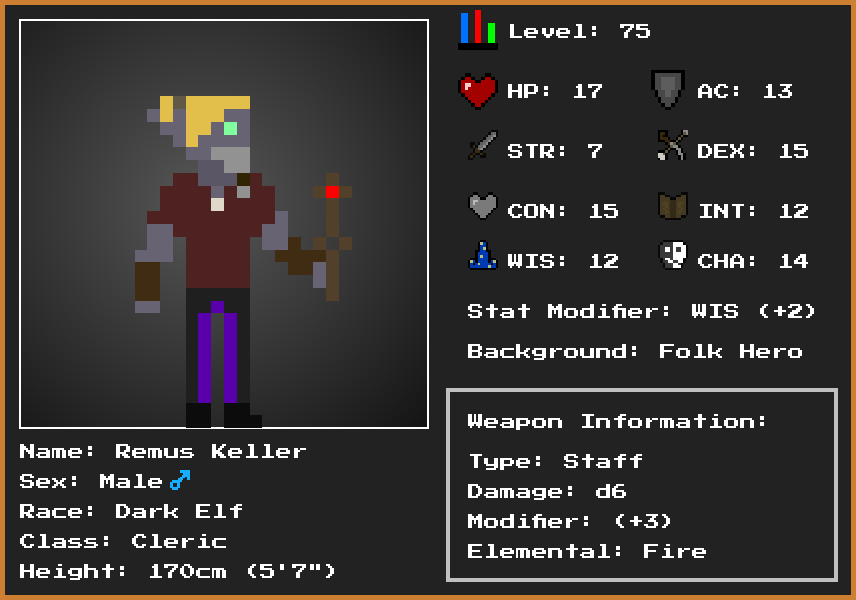 Level: 75
HP: 17
AC: 13
STR: 7
DEX: 15
CON: 15
INT: 12
WIS: 12
CHA: 14
Stat Modifier: WIS (+2)
Background: Folk Hero
Weapon Information:
Type: Staff
Damage: d6
Modifier: (+3)
Elemental: Fire
Name: Remus Keller
Sex: Male♂
Race: Dark Elf
Class: Cleric
Height: 170cm (5'7")